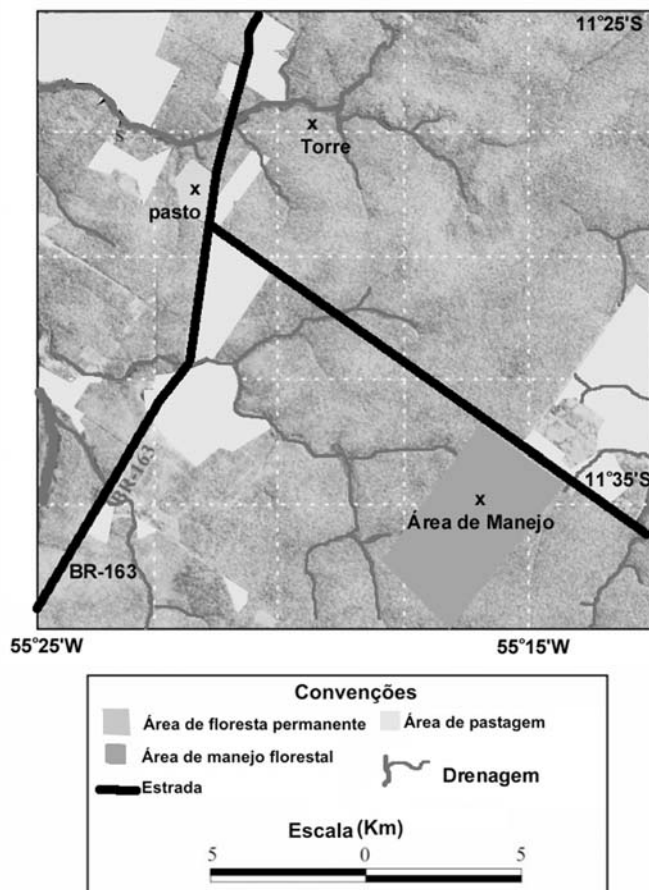 11°25'S
Torre
pasto
BR-163
11°35'S
Área de Manejo
BR-163
55°25'W
55°15'W
Convenções
Área de floresta permanente
Área de pastagem
Área de manejo florestal
Drenagem
Estrada
Escala (Km)
5 0 5